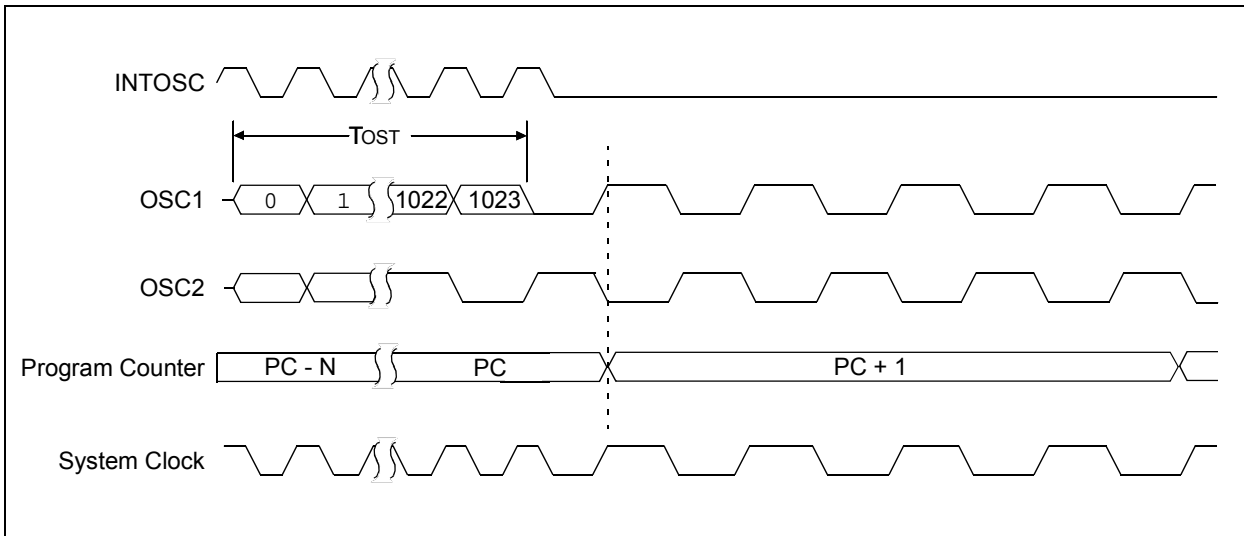 INTOSC
TOST
OSC1 0 1 1022 1023
OSC2
Program Counter PC - N PC PC + 1
System Clock